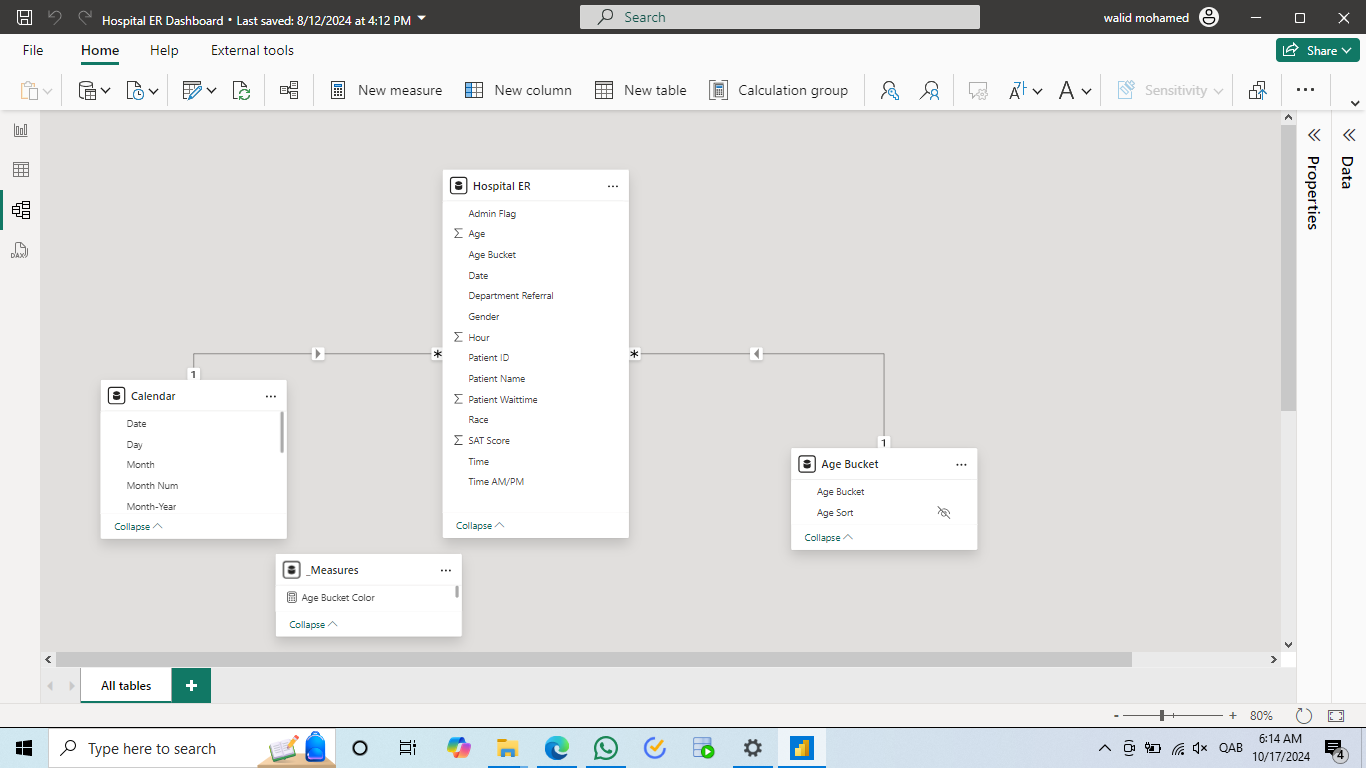 Hospital ER Dashboard • Last saved: 8/12/2024 at 4:12 PM
Search
walid mohamed
File
Home
Help
External tools
Share
New measure
New column
New table
Calculation group
Sensitivity
Hospital ER
Admin Flag
Age
Age Bucket
Date
Department Referral
Gender
Hour
Patient ID
Patient Name
Patient Waittime
Race
SAT Score
Time
Time AM/PM
Collapse
1
Calendar
Date
Day
Month
Month Num
Month-Year
Collapse
1
Age Bucket
Age Bucket
Age Sort
Collapse
_Measures
Age Bucket Color
Collapse
Properties
Data
DAX
All tables
+
- + 80%
Type here to search
QAB
6:14 AM
10/17/2024
4